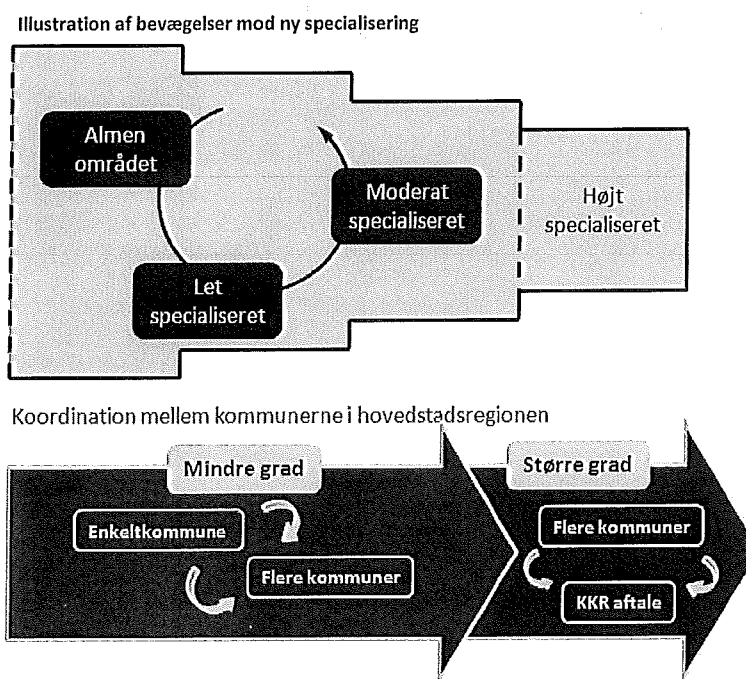 Illustration af bevægelser mod ny specialisering
Almen
området
Moderat
specialiseret
Højt
specialiseret
Let
specialiseret
Koordination mellem kommunerne i hovedstadsregionen
Mindre grad
Større grad
Enkeltkommune
Flere kommuner
Flere kommuner
KKR aftale